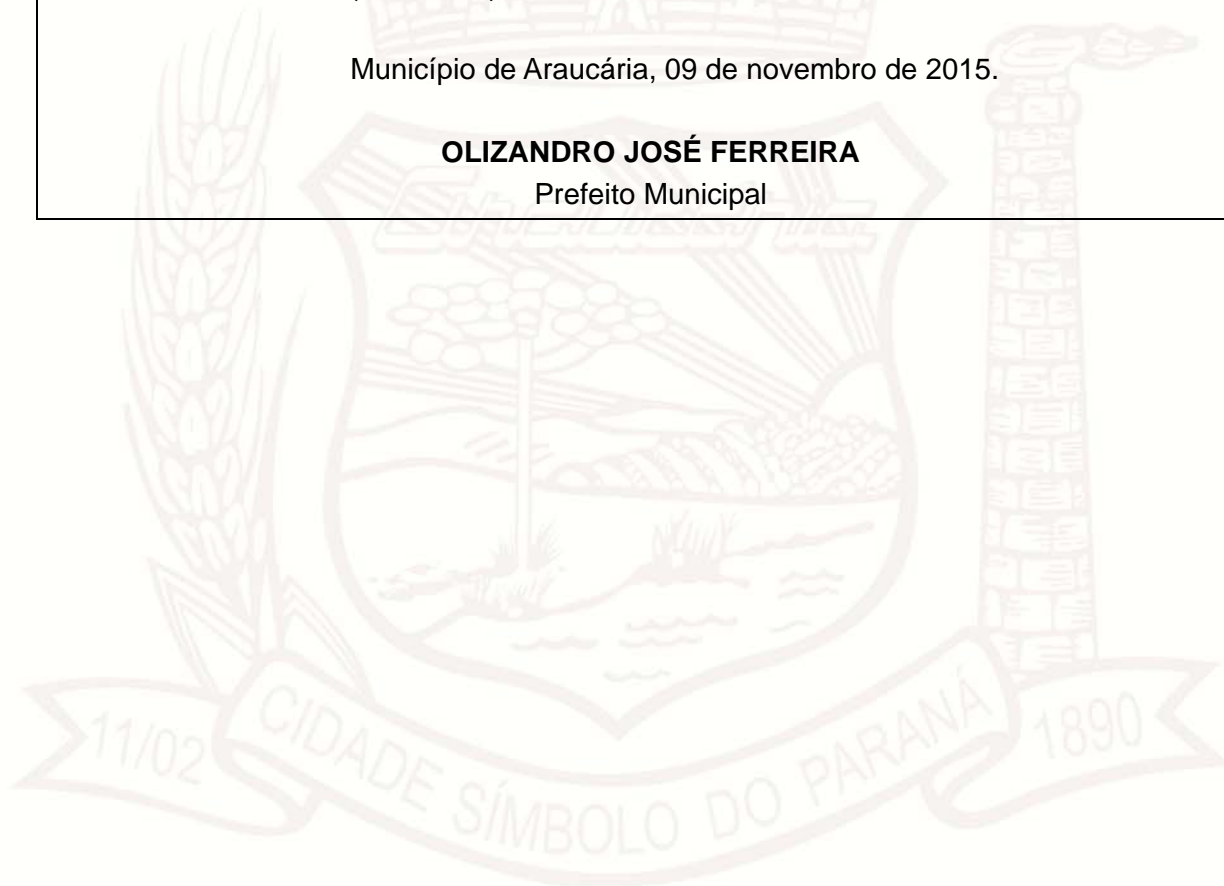 Município de Araucária, 09 de novembro de 2015.
OLIZANDRO JOSÉ FERREIRA
Prefeito Municipal
11/02 CIDADE SÍMBOLO DO PARANÁ 1890